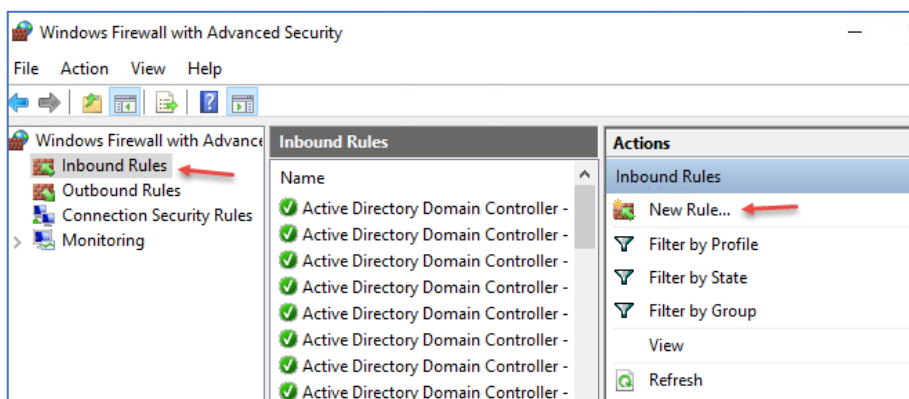 Windows Firewall with Advanced Security
File Action View Help
Windows Firewall with Advance
Inbound Rules
Outbound Rules
Connection Security Rules
Monitoring
Inbound Rules
Name
Active Directory Domain Controller -
Active Directory Domain Controller -
Active Directory Domain Controller -
Active Directory Domain Controller -
Active Directory Domain Controller -
Active Directory Domain Controller -
Active Directory Domain Controller -
Active Directory Domain Controller -
Actions
Inbound Rules
New Rule...
Filter by Profile
Filter by State
Filter by Group
View
Refresh